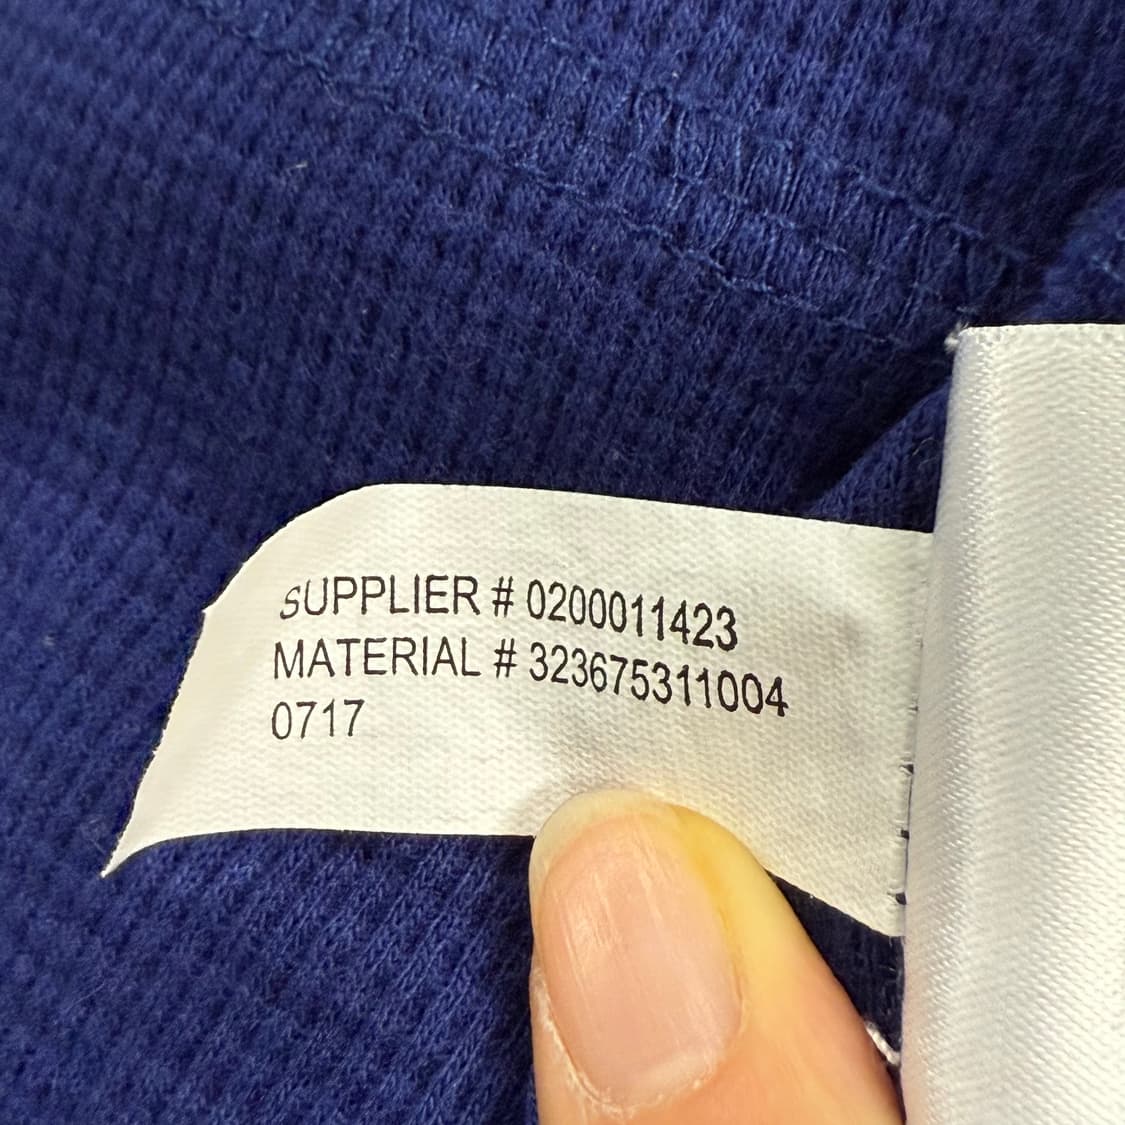 SUPPLIER # 0200011423
MATERIAL # 323675311004
0717